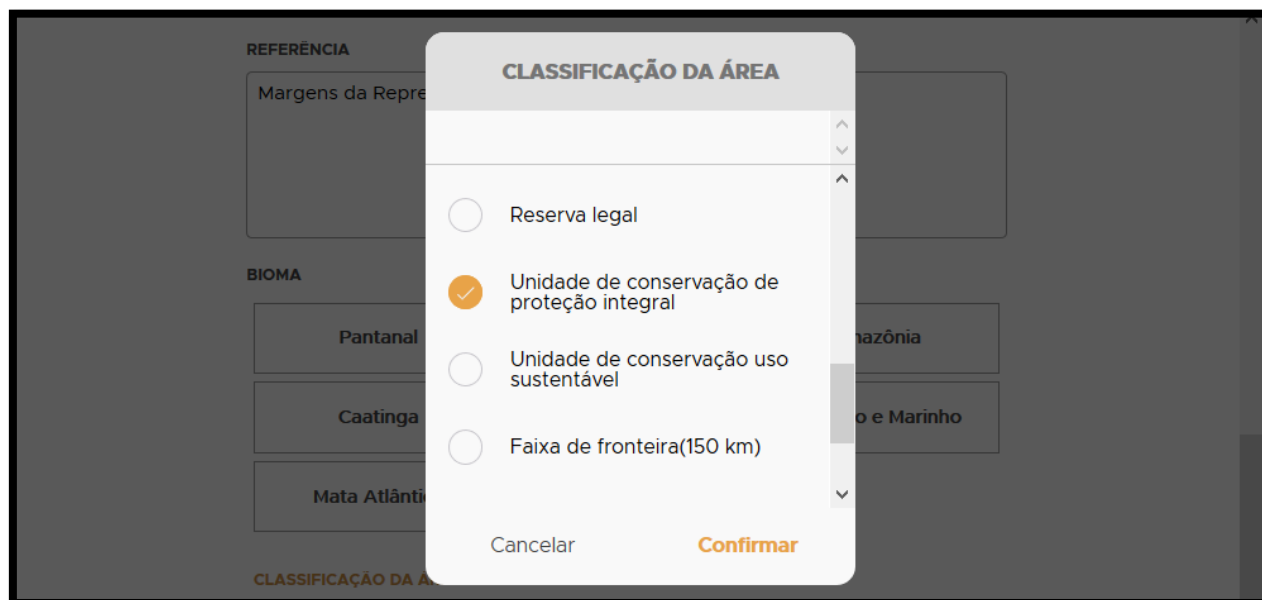 REFERÊNCIA
Margens da Repre
CLASSIFICAÇÃO DA ÁREA
Reserva legal
Unidade de conservação de
proteção integral
Unidade de conservação uso
sustentável
Faixa de fronteira(150 km)
Cancelar
Confirmar
BIOMA
Pantanal
nazônia
Caatinga
o e Marinho
Mata Atlânti
CLASSIFICAÇÃO DA Á